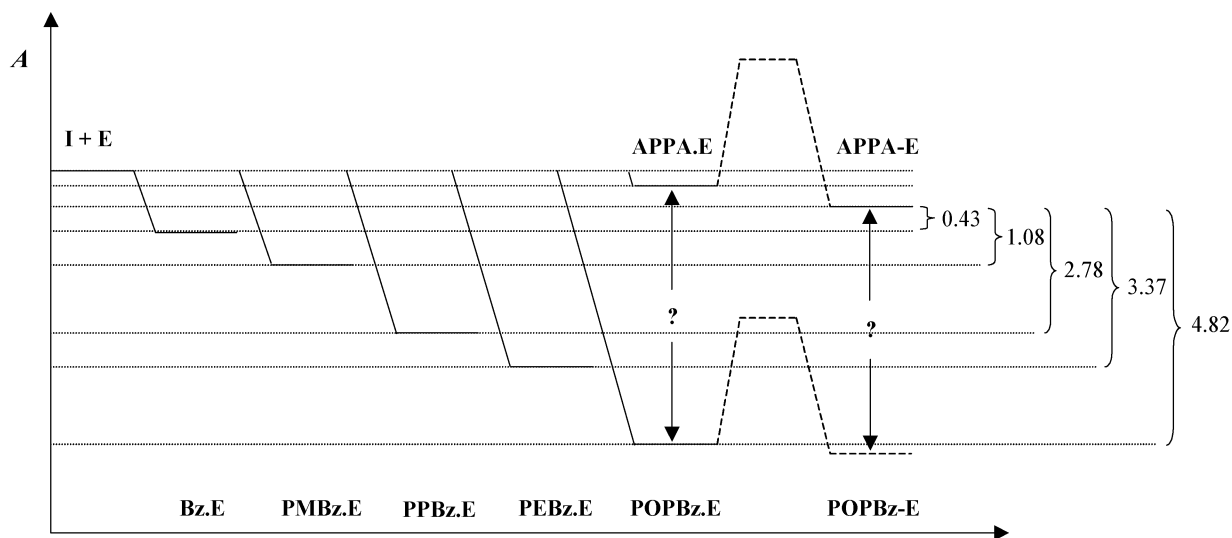 A
I + E
APPA.E
APPA-E
0.43
1.08
2.78
3.37
4.82
?
?
Bz.E
PMBz.E
PPBz.E
PEBz.E
POPBz.E
POPBz-E